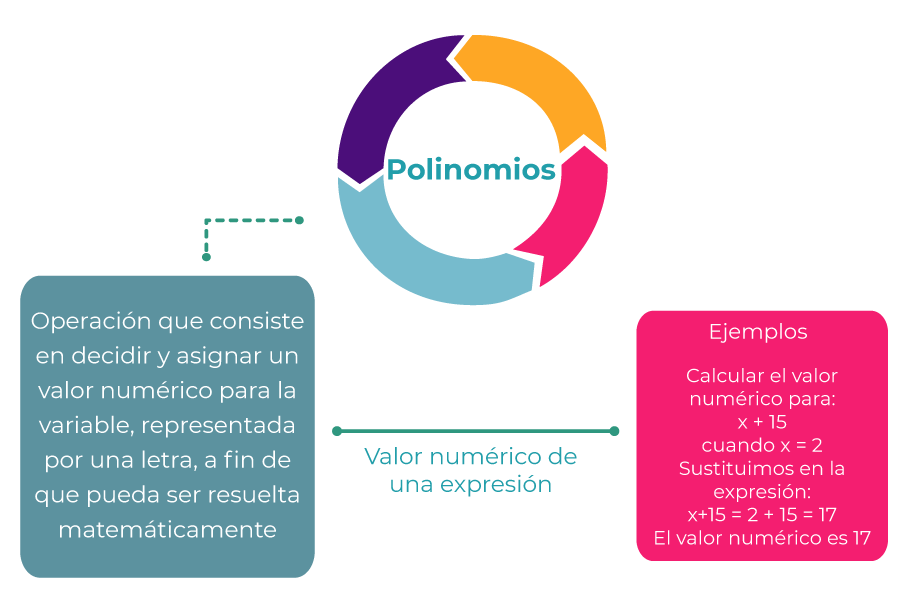 Polinomios
Operación que consiste
en decidir y asignar un
valor numérico para la
variable, representada
por una letra, a fin de
que pueda ser resuelta
matemáticamente
Valor numérico de
una expresión
Ejemplos
Calcular el valor
numérico para:
x + 15
cuando x = 2
Sustituimos en la
expresión:
x+15 = 2 + 15 = 17
El valor numérico es 17